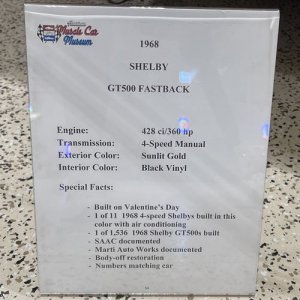 Muscle Car
Museum
1968
SHELBY
GT500 FASTBACK
Engine: 428 ci/360 hp
Transmission: 4-Speed Manual
Exterior Color: Sunlit Gold
Interior Color: Black Vinyl
Special Facts:
- Built on Valentine's Day
- 1 of 11 1968 4-speed Shelbys built in this
color with air conditioning
- 1 of 1,536 1968 Shelby GT500s built
- SAAC documented
- Marti Auto Works documented
- Body-off restoration
- Numbers matching car